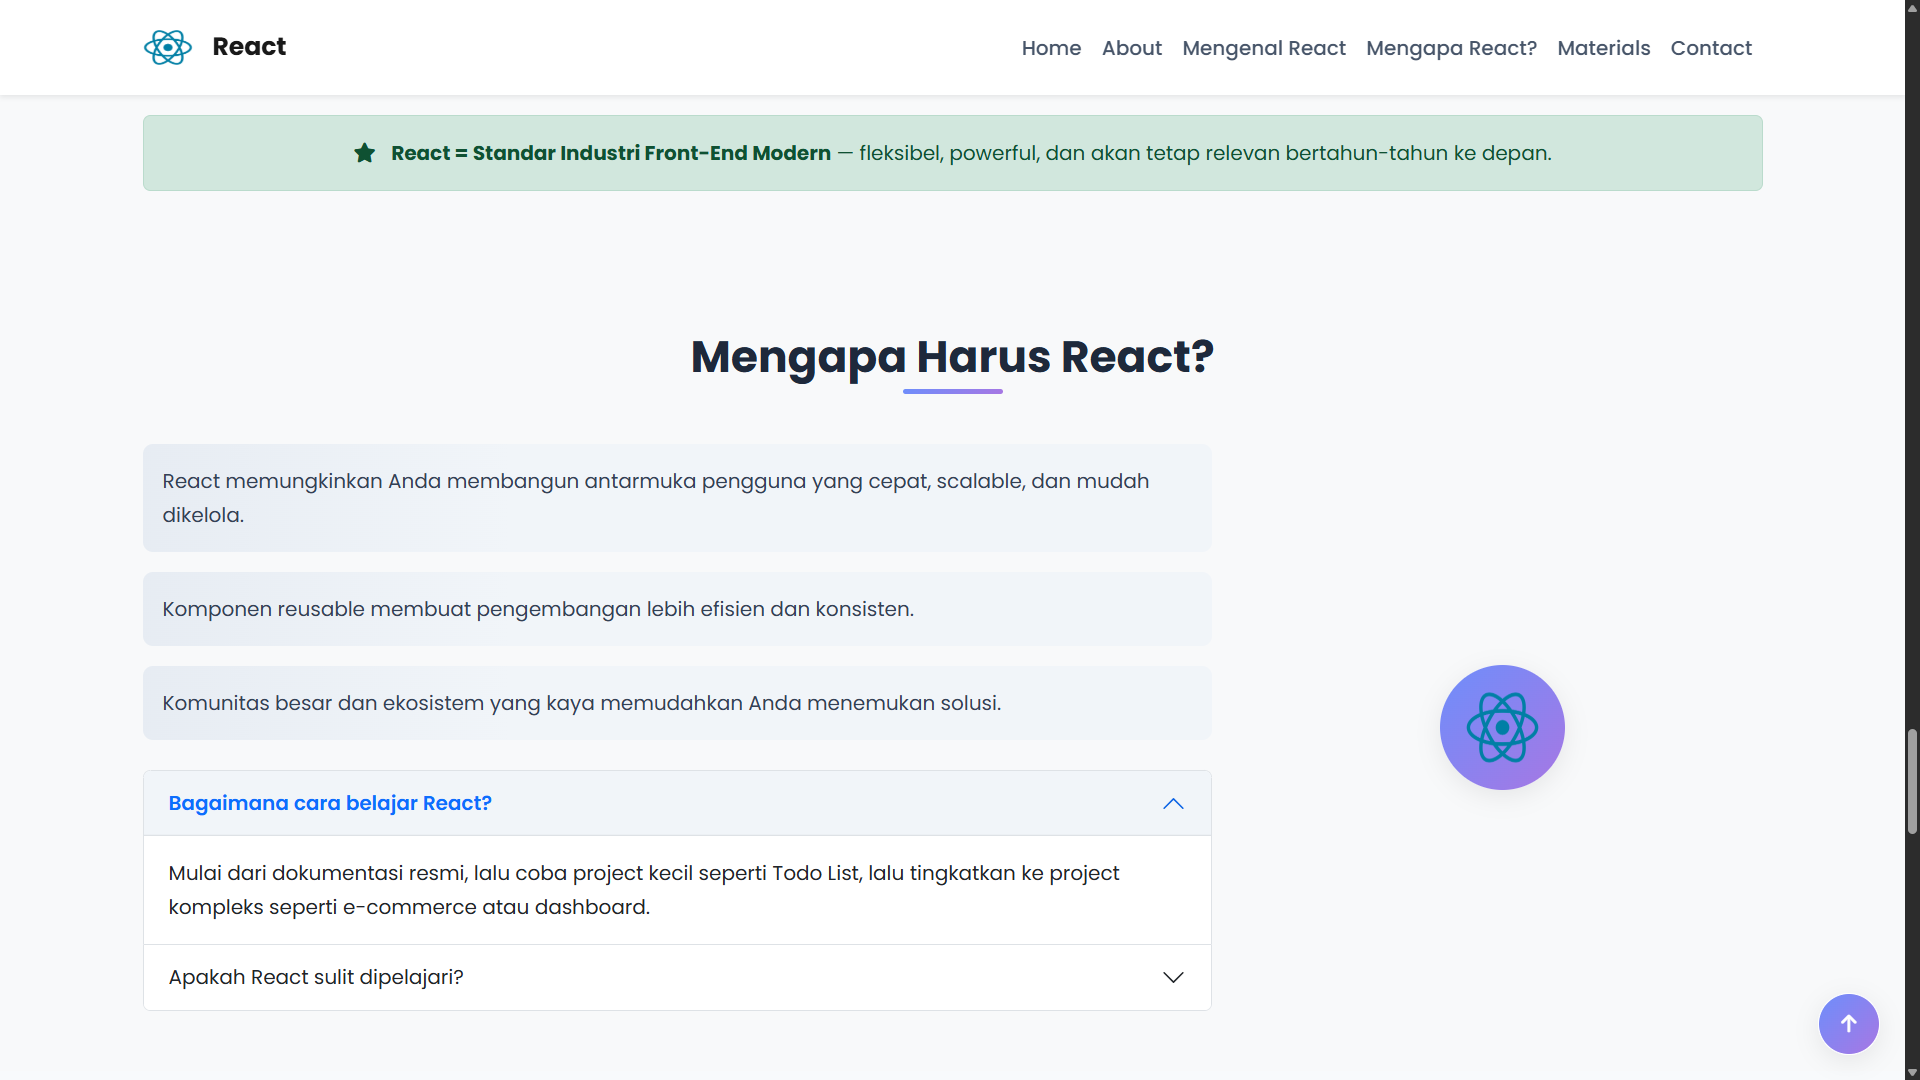 React
Home About Mengenal React Mengapa React? Materials Contact
React = Standar Industri Front-End Modern — fleksibel, powerful, dan akan tetap relevan bertahun-tahun ke depan.
Mengapa Harus React?
React memungkinkan Anda membangun antarmuka pengguna yang cepat, scalable, dan mudah
dikelola.
Komponen reusable membuat pengembangan lebih efisien dan konsisten.
Komunitas besar dan ekosistem yang kaya memudahkan Anda menemukan solusi.
Bagaimana cara belajar React?
Mulai dari dokumentasi resmi, lalu coba project kecil seperti Todo List, lalu tingkatkan ke project
kompleks seperti e-commerce atau dashboard.
Apakah React sulit dipelajari?